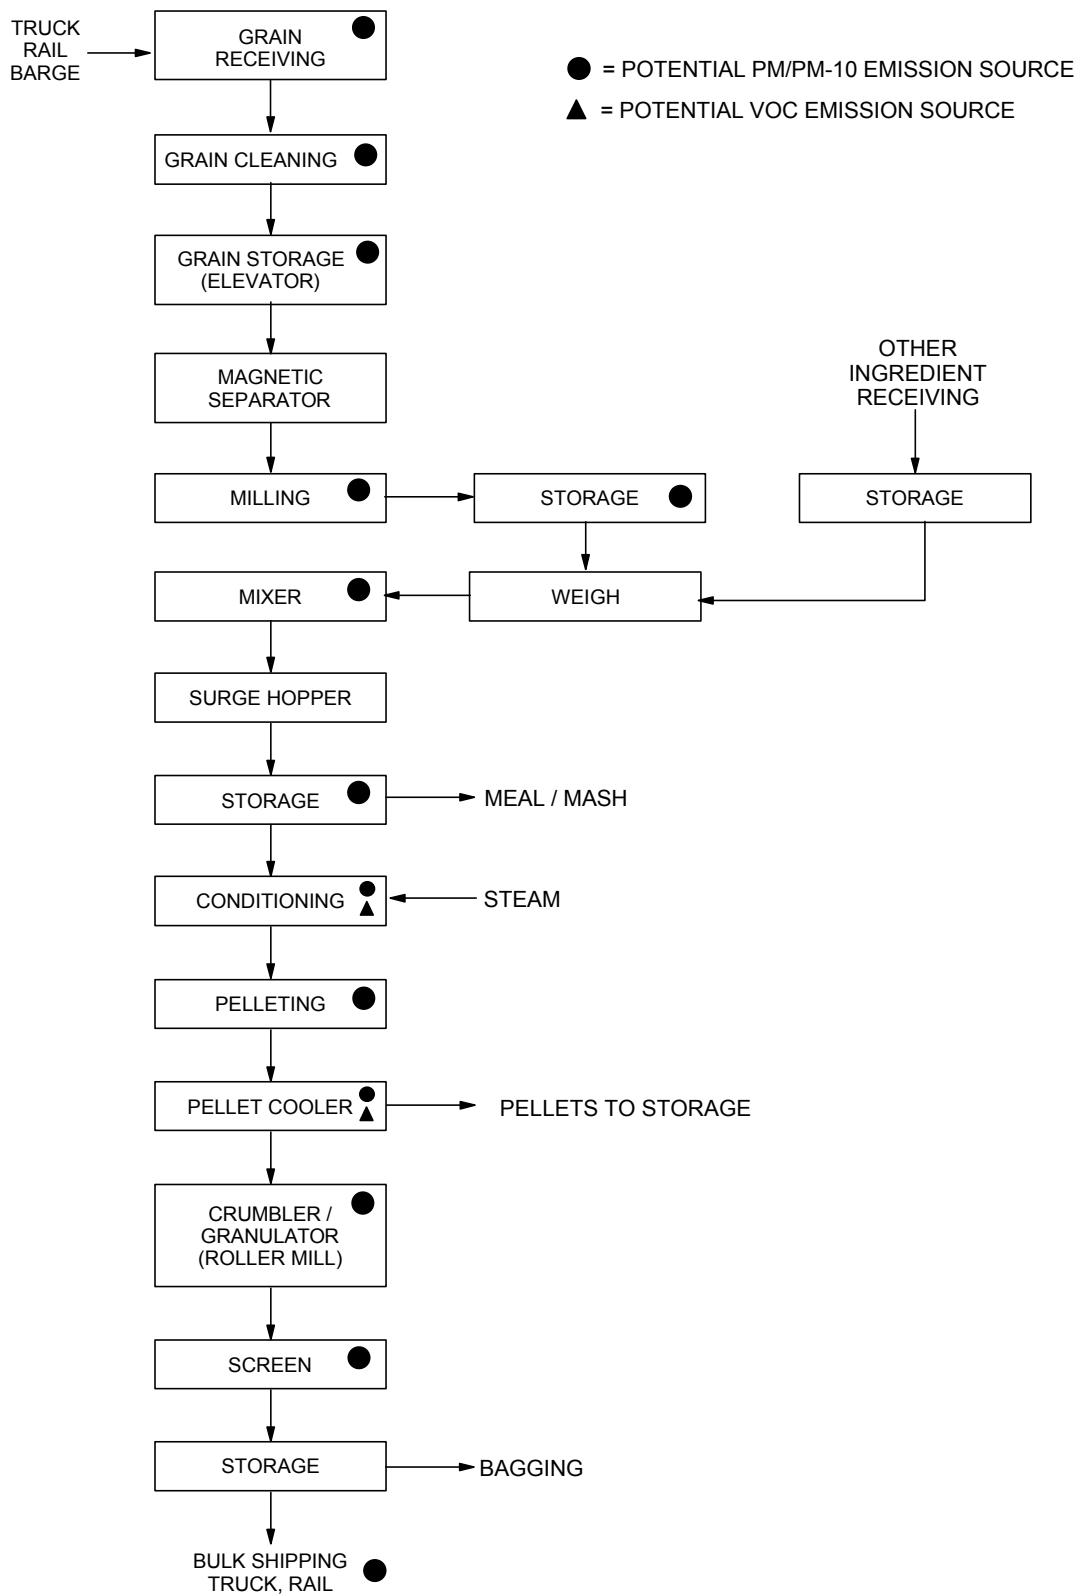 TRUCK
RAIL
BARGE
GRAIN
RECEIVING
= POTENTIAL PM/PM-10 EMISSION SOURCE
= POTENTIAL VOC EMISSION SOURCE
GRAIN CLEANING
GRAIN STORAGE
(ELEVATOR)
MAGNETIC
SEPARATOR
OTHER
INGREDIENT
RECEIVING
MILLING
STORAGE
STORAGE
MIXER
WEIGH
SURGE HOPPER
STORAGE
MEAL / MASH
CONDITIONING
STEAM
PELLETING
PELLET COOLER
PELLETS TO STORAGE
CRUMBLER /
GRANULATOR
(ROLLER MILL)
SCREEN
STORAGE
BAGGING
BULK SHIPPING
TRUCK, RAIL